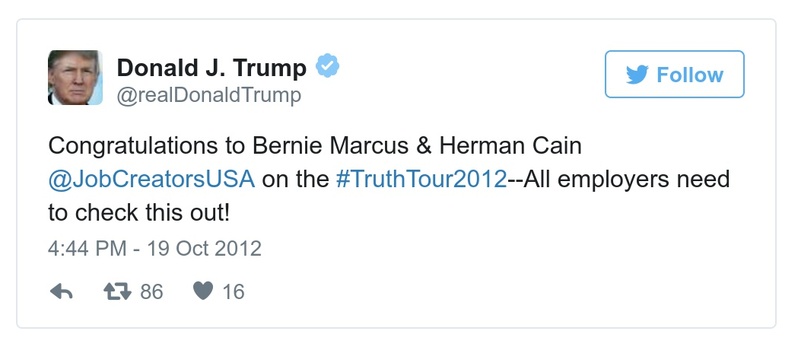 Donald J. Trump
@realDonaldTrump
Follow
Congratulations to Bernie Marcus & Herman Cain
@JobCreatorsUSA on the #TruthTour2012--All employers need
to check this out!
4:44 PM - 19 Oct 2012
86 16